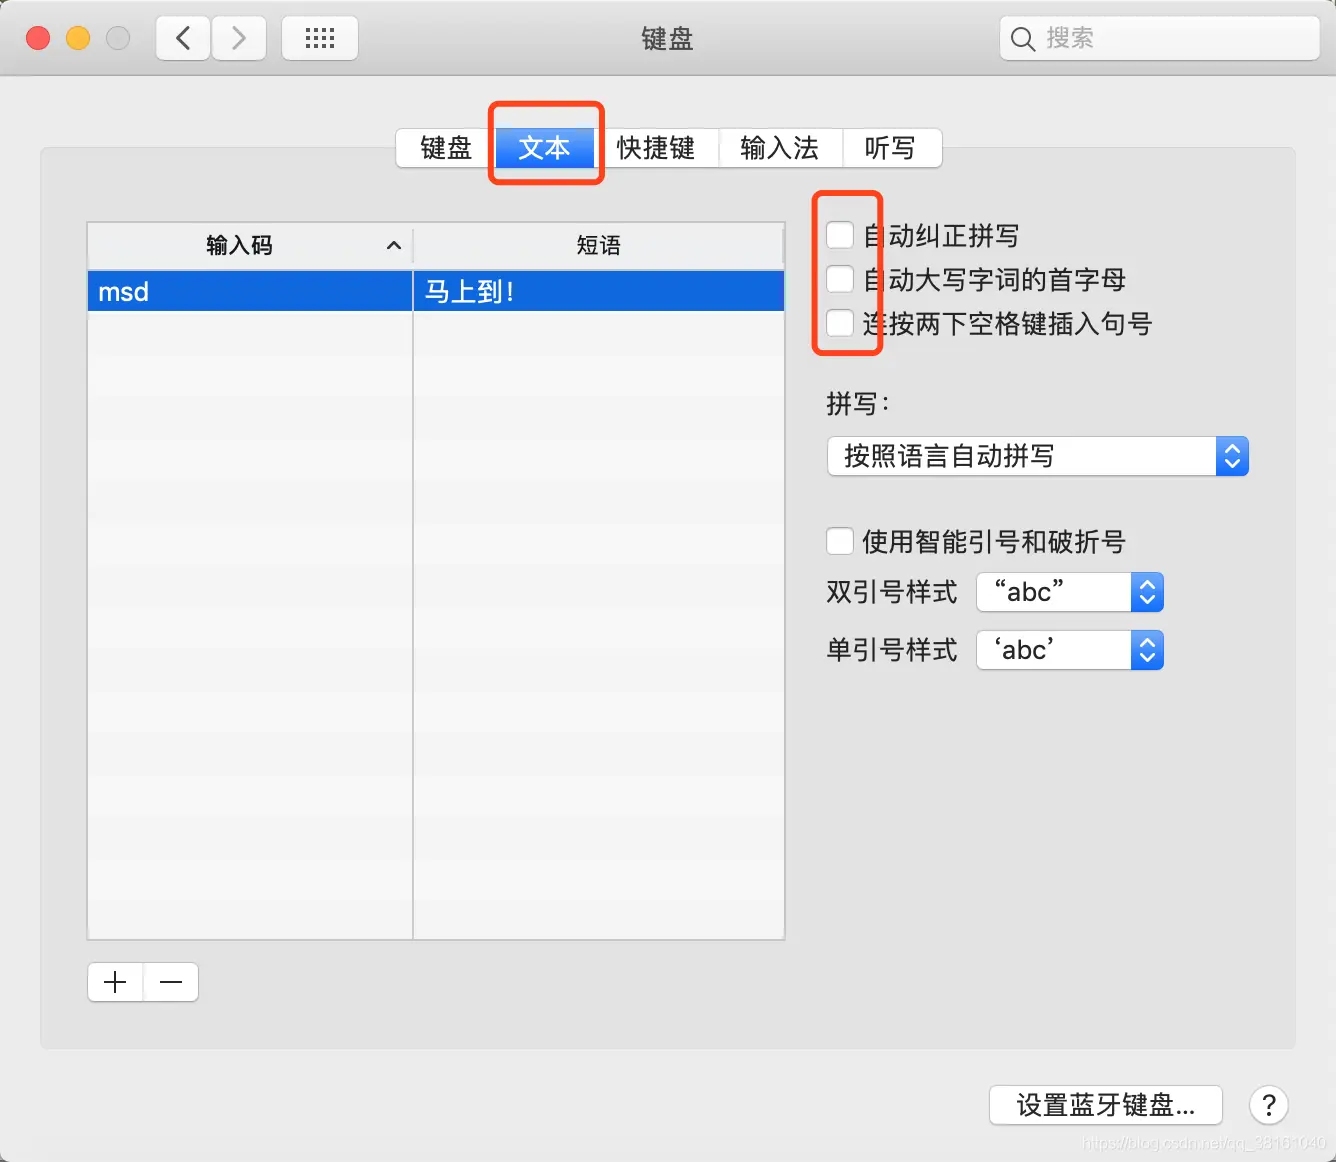 键盘
搜索
键盘 文本 快捷键 输入法 听写
输入码 短语
msd 马上到！
自动纠正拼写
自动大写字词的首字母
连按两下空格键插入句号
拼写：
按照语言自动拼写
使用智能引号和破折号
双引号样式 “abc”
单引号样式 ‘abc’
设置蓝牙键盘... ?
https://blog.csdn.net/qq_38161040